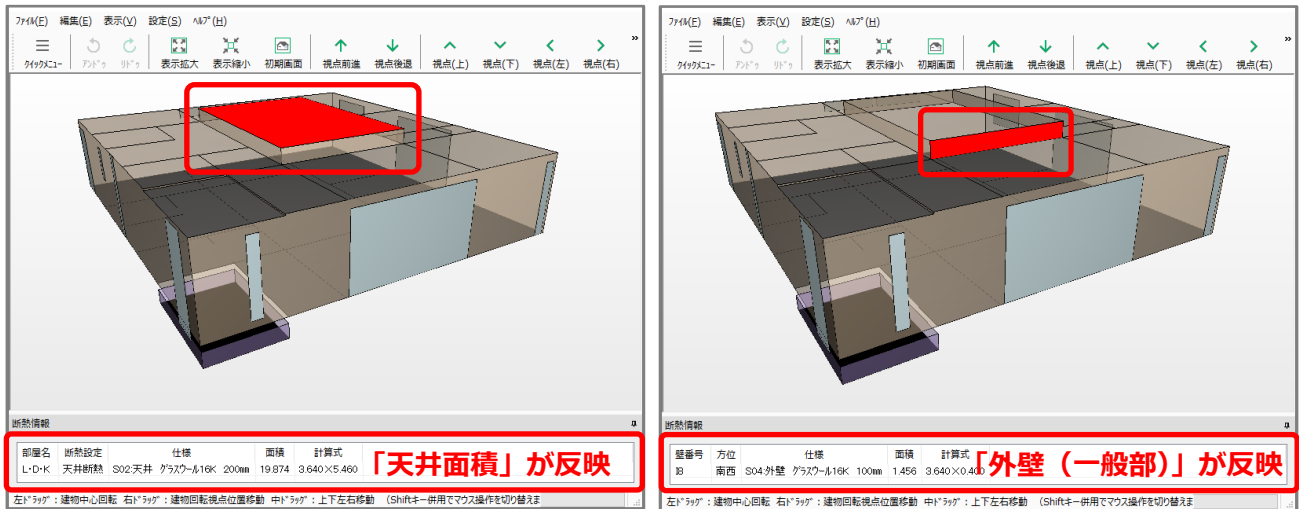 ファイル(F) 編集(E) 表示(V) 設定(S) ヘルプ(H)
クイックメニュー アンドゥ リドゥ 表示拡大 表示縮小 初期画面 視点前進 視点後退 視点(上) 視点(下) 視点(左) 視点(右)
断熱情報
部屋名 断熱設定 仕様 面積 計算式
L・D・K 天井断熱 S02:天井 グラスウール16K 200mm 19.874 3.640×5.460
「天井面積」が反映
左ドラッグ:建物中心回転 右ドラッグ:建物回転視点位置移動 中ドラッグ:上下左右移動 (Shiftキー併用でマウス操作を切り替えま
ファイル(F) 編集(E) 表示(V) 設定(S) ヘルプ(H)
クイックメニュー アンドゥ リドゥ 表示拡大 表示縮小 初期画面 視点前進 視点後退 視点(上) 視点(下) 視点(左) 視点(右)
断熱情報
壁番号 方位 仕様 面積 計算式
南西 S04:外壁 グラスウール16K 100mm 1.456 3.640×0.400
「外壁(一般部)」が反映
左ドラッグ:建物中心回転 右ドラッグ:建物回転視点位置移動 中ドラッグ:上下左右移動 (Shiftキー併用でマウス操作を切り替えま